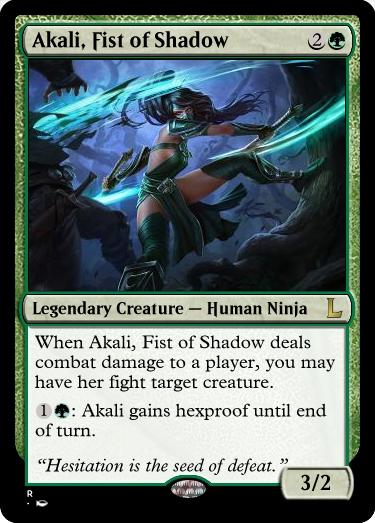 Akali, Fist of Shadow 2
Legendary Creature — Human Ninja L
When Akali, Fist of Shadow deals
combat damage to a player, you may
have her fight target creature.
1 : Akali gains hexproof until end
of turn.
“Hesitation is the seed of defeat.”
3/2
R